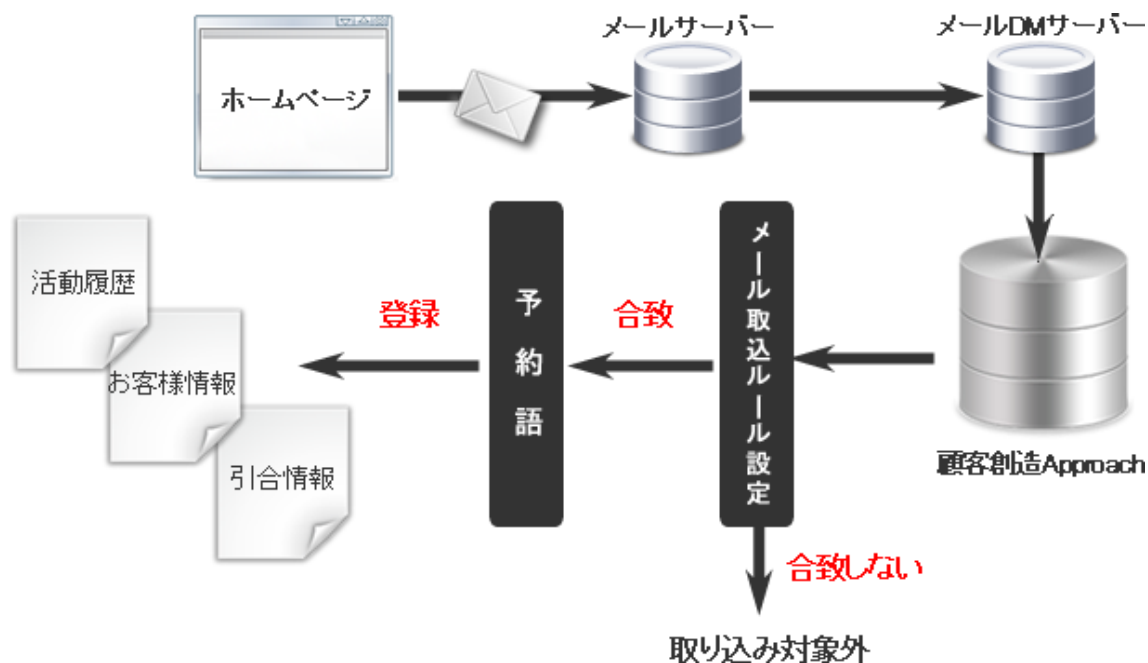 メールサーバー
メールDMサーバー
ホームページ
活動履歴
お客様情報
引合情報
登録
予約語
合致
メール取込ルール設定
顧客創造Approach
合致しない
取り込み対象外